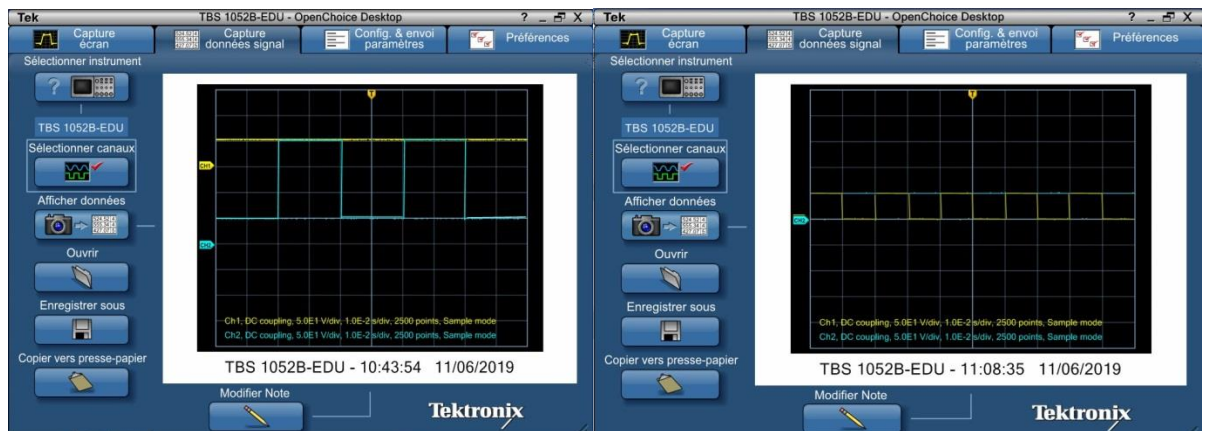 Tek TBS 1052B-EDU - OpenChoice Desktop ? _ X
Capture écran
Capture données signal
Config. & envoi paramètres
Préférences
Sélectionner instrument
?
TBS 1052B-EDU
Sélectionner canaux
Afficher données
Ouvrir
Enregistrer sous
Copier vers presse-papier
T
CH1
CH2
Ch1, DC coupling, 5.0E1 V/div, 1.0E-2 s/div, 2500 points, Sample mode
Ch2, DC coupling, 5.0E1 V/div, 1.0E-2 s/div, 2500 points, Sample mode
TBS 1052B-EDU - 10:43:54 11/06/2019
Modifier Note
Tektronix
Tek TBS 1052B-EDU - OpenChoice Desktop ? _ X
Capture écran
Capture données signal
Config. & envoi paramètres
Préférences
Sélectionner instrument
?
TBS 1052B-EDU
Sélectionner canaux
Afficher données
Ouvrir
Enregistrer sous
Copier vers presse-papier
T
CH2
Ch1, DC coupling, 5.0E1 V/div, 1.0E-2 s/div, 2500 points, Sample mode
Ch2, DC coupling, 5.0E1 V/div, 1.0E-2 s/div, 2500 points, Sample mode
TBS 1052B-EDU - 11:08:35 11/06/2019
Modifier Note
Tektronix